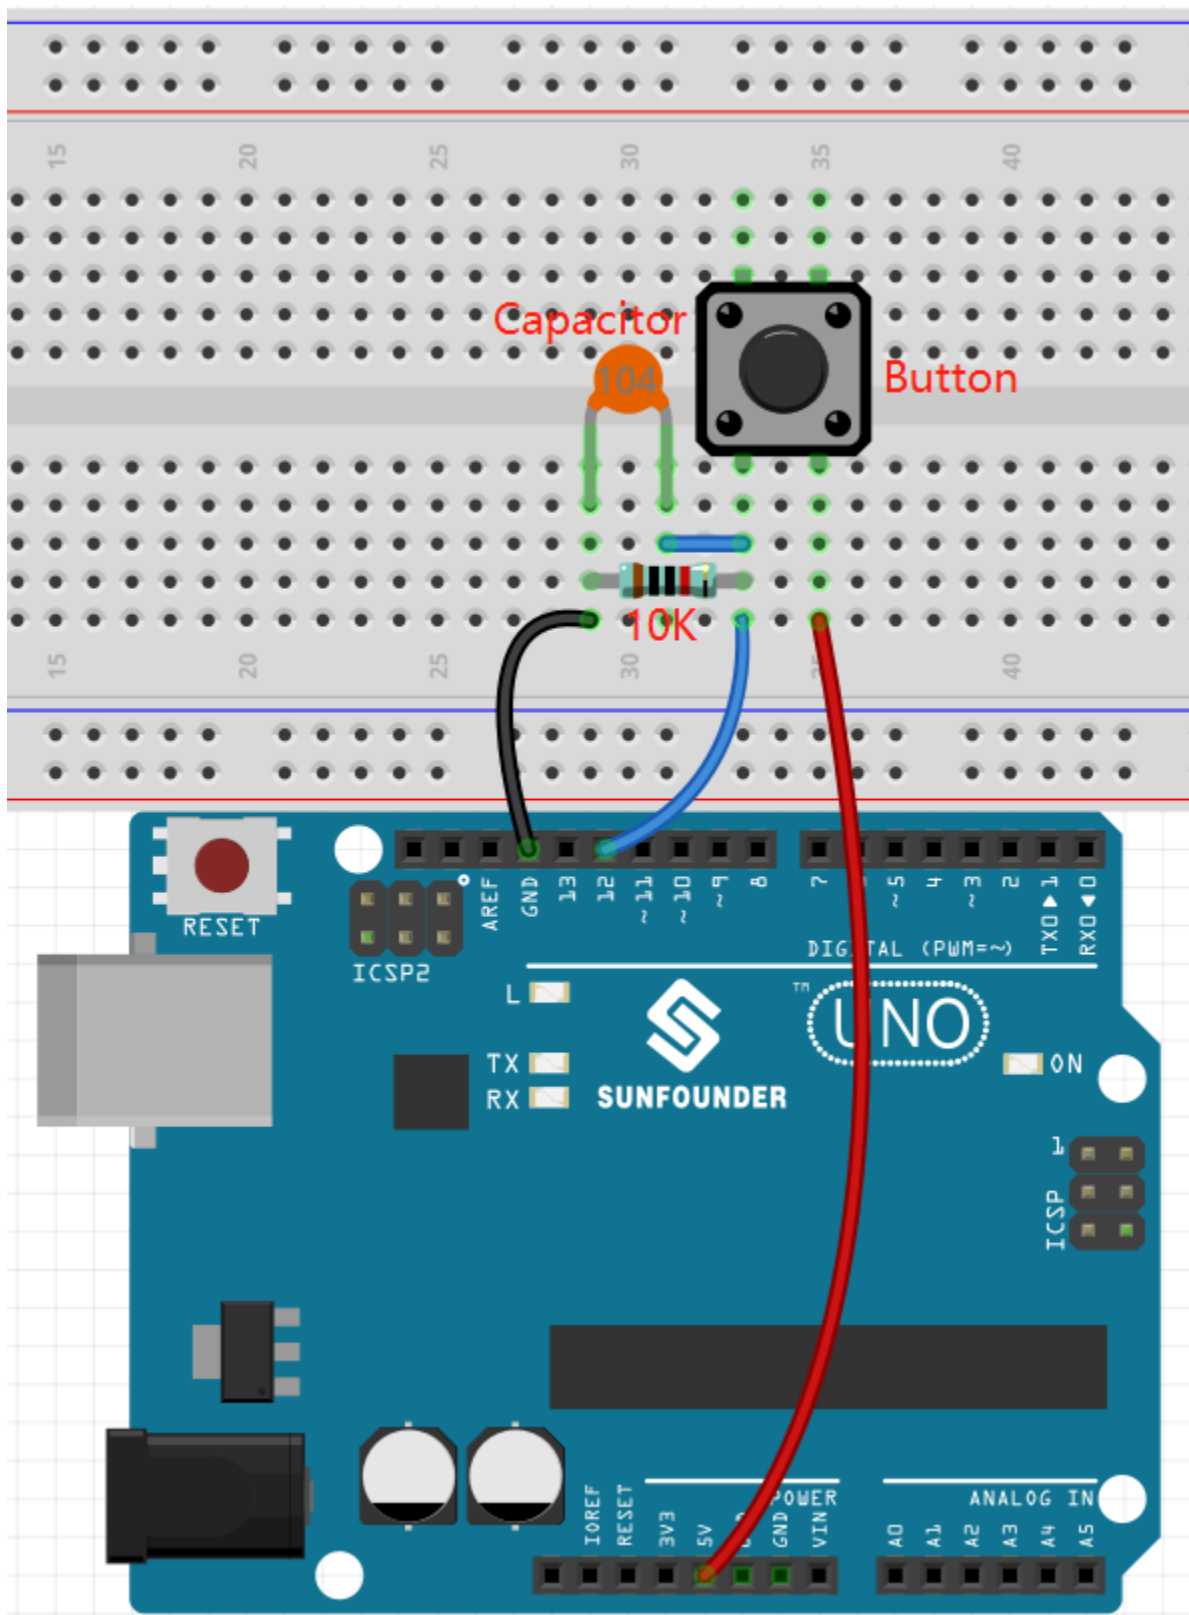 15 20 25 30 35 40
Capacitor
104
Button
10K
15 20 25 30 40
RESET
AREF GND 13 12 ~11 ~10 ~9 8 7 ~5 4 ~3 2 TX0▶1 RX0◀0
ICSP2
DIGITAL (PWM=~)
L
TM
UNO
TX
RX
SUNFOUNDER
ON
1
ICSP
POWER
ANALOG IN
IOREF RESET 3V3 5V GND VIN A0 A1 A2 A3 A4 A5